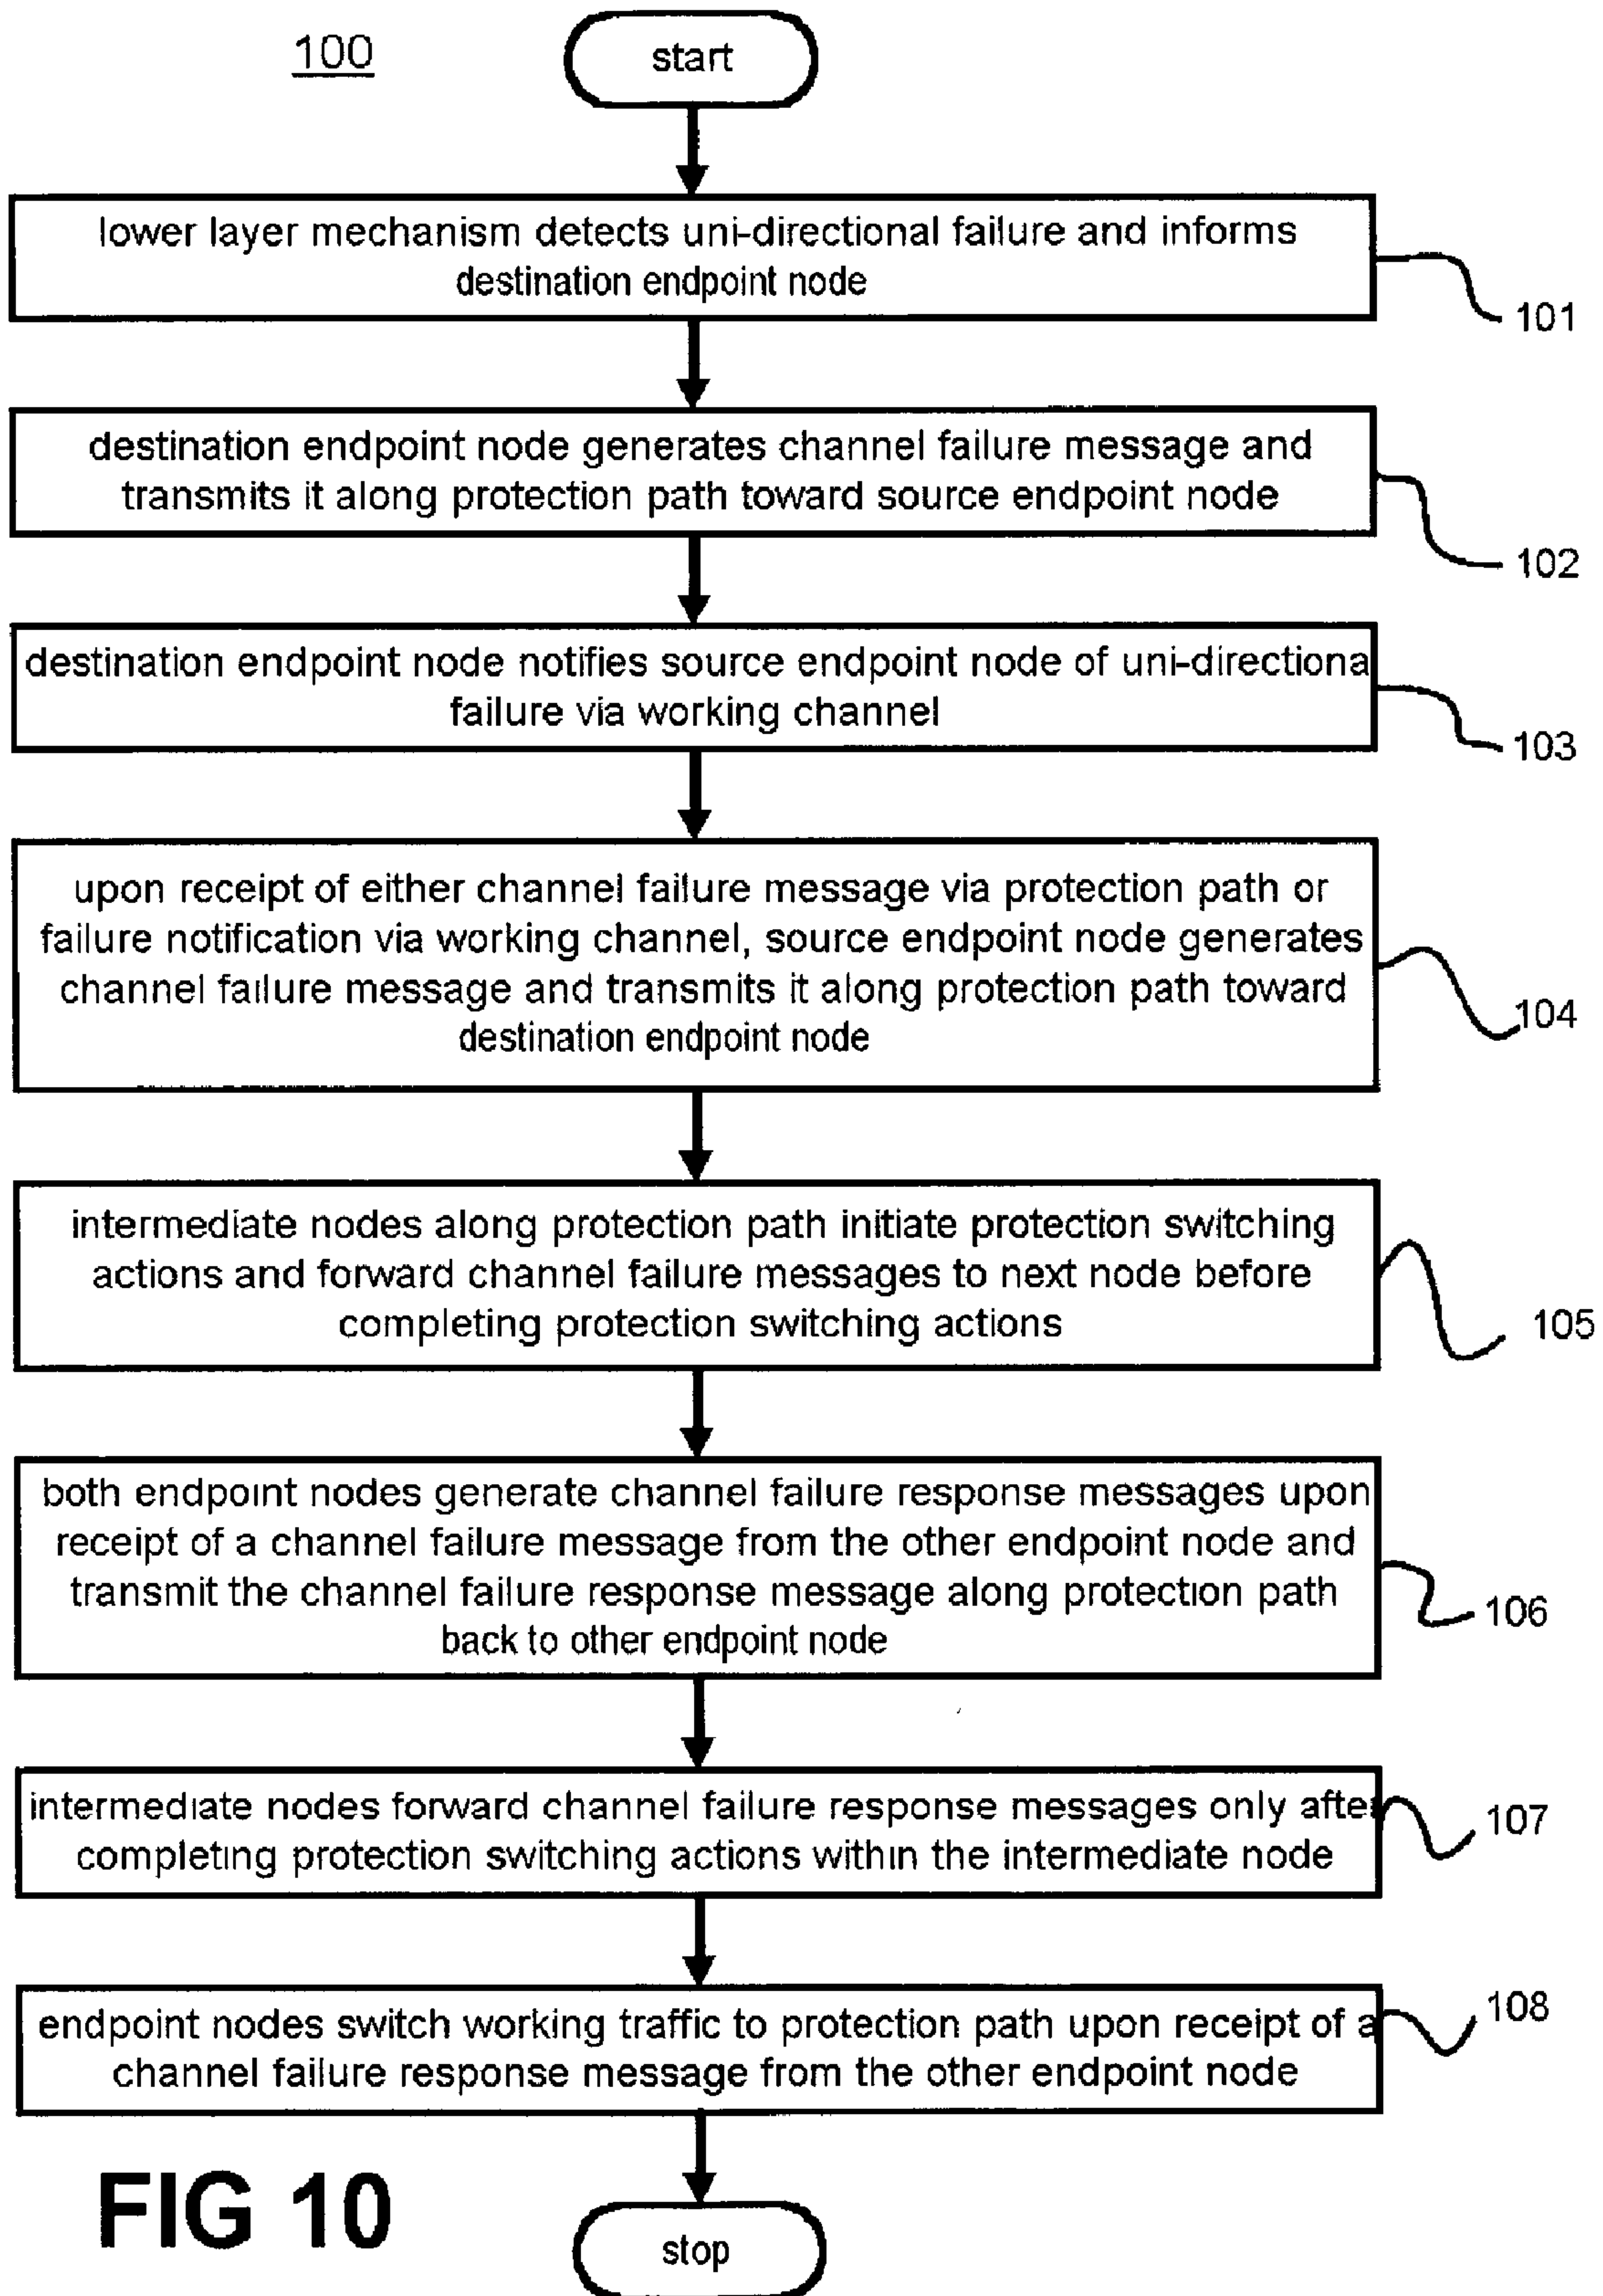 100
start
lower layer mechanism detects uni-directional failure and informs
destination endpoint node
101
destination endpoint node generates channel failure message and
transmits it along protection path toward source endpoint node
102
destination endpoint node notifies source endpoint node of uni-directiona
failure via working channel
103
upon receipt of either channel failure message via protection path or
failure notification via working channel, source endpoint node generates
channel failure message and transmits it along protection path toward
destination endpoint node
104
intermediate nodes along protection path initiate protection switching
actions and forward channel failure messages to next node before
completing protection switching actions
105
both endpoint nodes generate channel failure response messages upon
receipt of a channel failure message from the other endpoint node and
transmit the channel failure response message along protection path
back to other endpoint node
106
intermediate nodes forward channel failure response messages only after
completing protection switching actions within the intermediate node
107
endpoint nodes switch working traffic to protection path upon receipt of a
channel failure response message from the other endpoint node
108
FIG 10
stop